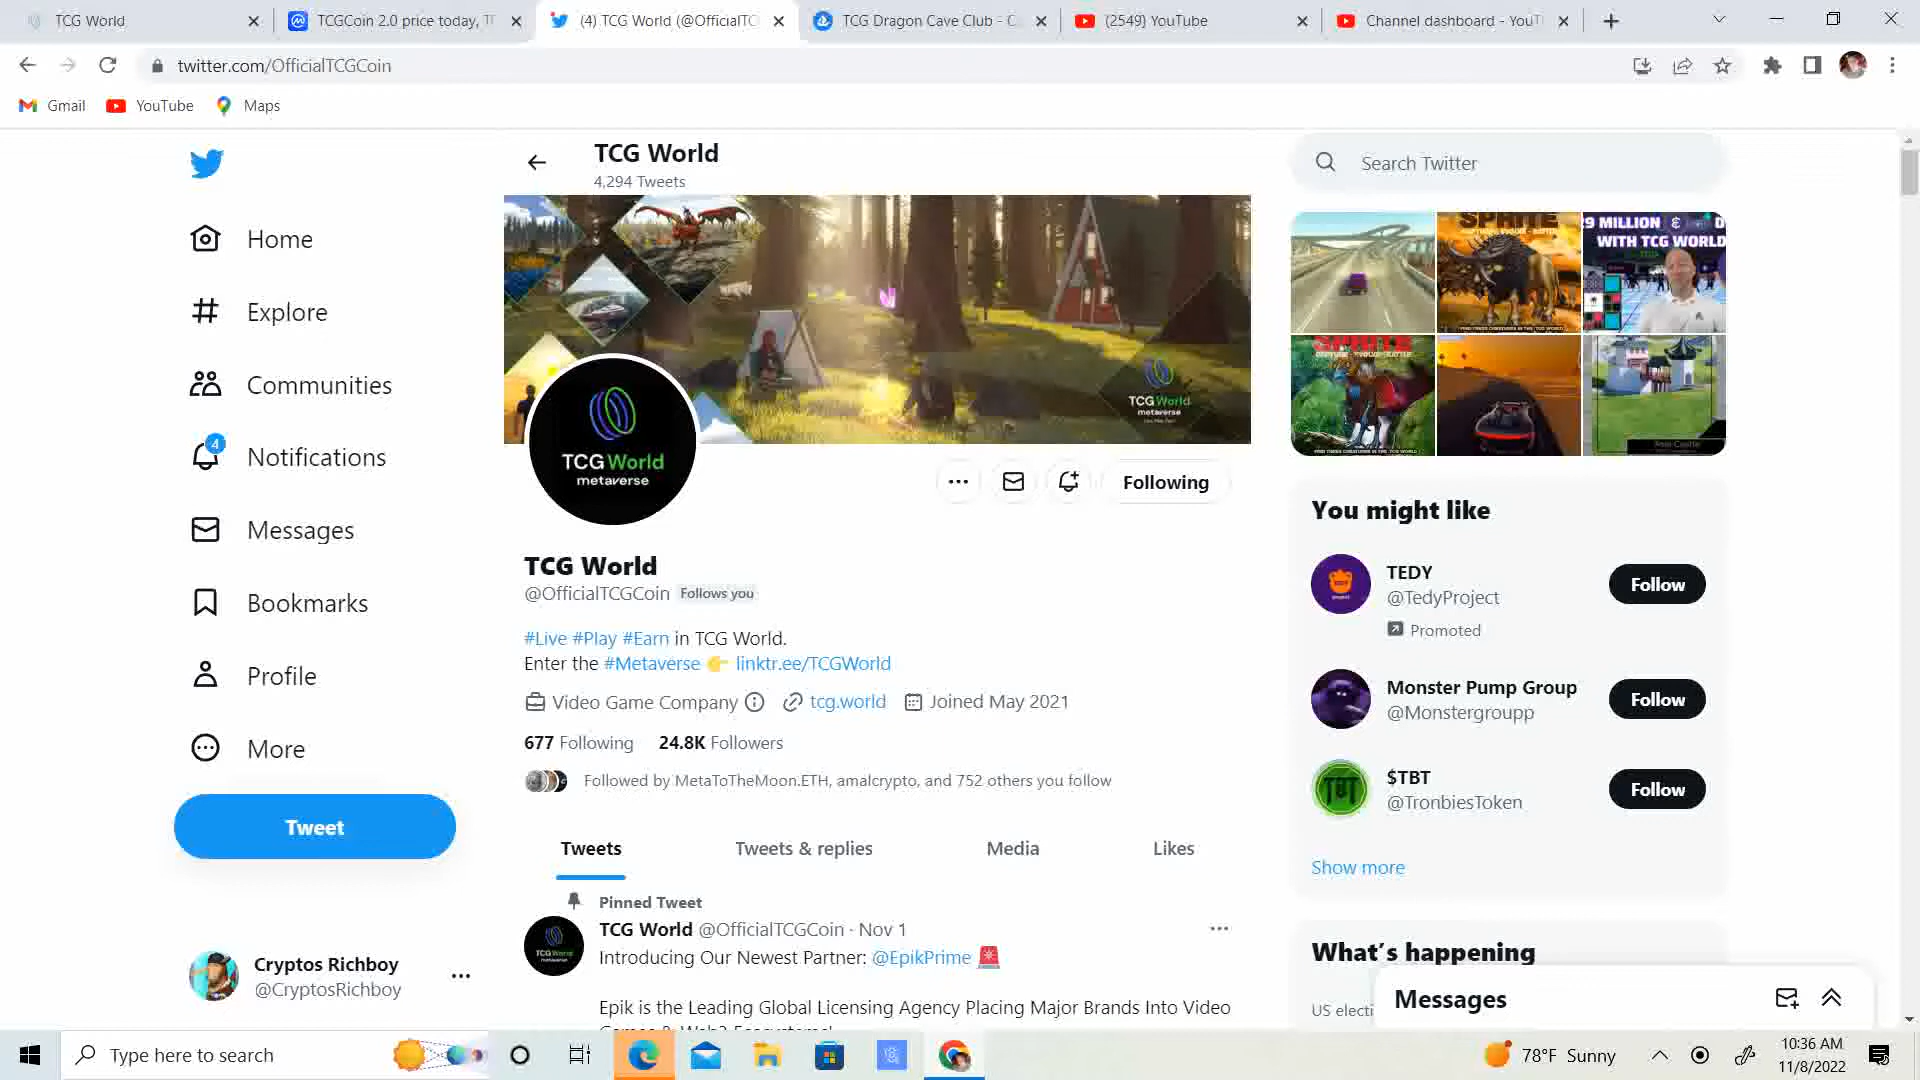 TCG World
TCGCoin 2.0 price today, T
(4) TCG World (@OfficialTC
TCG Dragon Cave Club - C
(2549) YouTube
Channel dashboard - YouT
twitter.com/OfficialTCGCoin
Gmail
YouTube
Maps
TCG World
4,294 Tweets
Search Twitter
Home
Explore
Communities
4
Notifications
Messages
Bookmarks
Profile
More
Tweet
Cryptos Richboy
@CryptosRichboy
TCG World
metaverse
TCG World
metaverse
Following
TCG World
@OfficialTCGCoin Follows you
#Live #Play #Earn in TCG World.
Enter the #Metaverse 👉 linktr.ee/TCGWorld
Video Game Company tcg.world Joined May 2021
677 Following 24.8K Followers
Followed by MetaToTheMoon.ETH, amalcrypto, and 752 others you follow
Tweets
Tweets & replies
Media
Likes
Pinned Tweet
TCG World @OfficialTCGCoin · Nov 1
Introducing Our Newest Partner: @EpikPrime 🚨
Epik is the Leading Global Licensing Agency Placing Major Brands Into Video
SPRITE
9 MILLION
WITH TCG WORLD
SPRITE
You might like
TEDY
@TedyProject
Promoted
Follow
Monster Pump Group
@Monstergroupp
Follow
$TBT
@TronbiesToken
Follow
Show more
What's happening
US electi
Messages
Type here to search
78°F Sunny
10:36 AM
11/8/2022